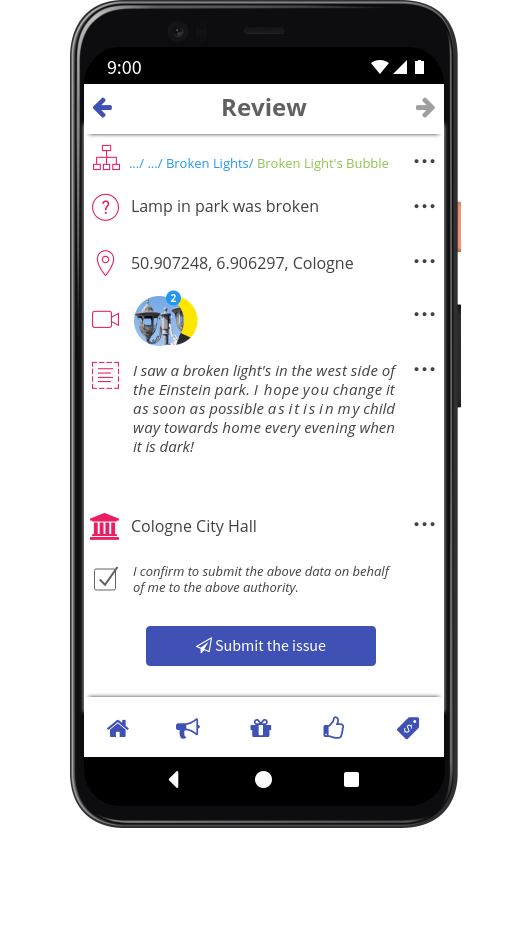 9:00
Review
.../ .../ Broken Lights/ Broken Light's Bubble
?
Lamp in park was broken
50.907248, 6.906297, Cologne
2
I saw a broken light's in the west side of
the Einstein park. I hope you change it
as soon as possible as it is in my child
way towards home every evening when
it is dark!
Cologne City Hall
I confirm to submit the above data on behalf
of me to the above authority.
Submit the issue
$